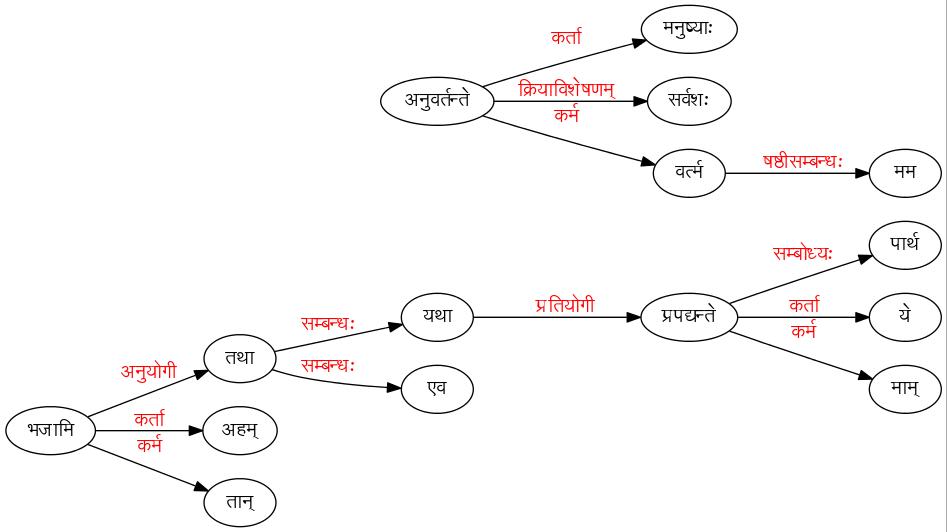 कर्ता
मनुष्याः
अनुवर्तन्ते
क्रियाविशेषणम्
सर्वशः
कर्म
वर्त्म
षष्ठीसम्बन्धः
मम
सम्बोध्यः
पार्थ
यथा
प्रतियोगी
प्रपद्यन्ते
कर्ता
ये
कर्म
माम्
सम्बन्धः
तथा
सम्बन्धः
एव
अनुयोगी
भजामि
कर्ता
अहम्
कर्म
तान्